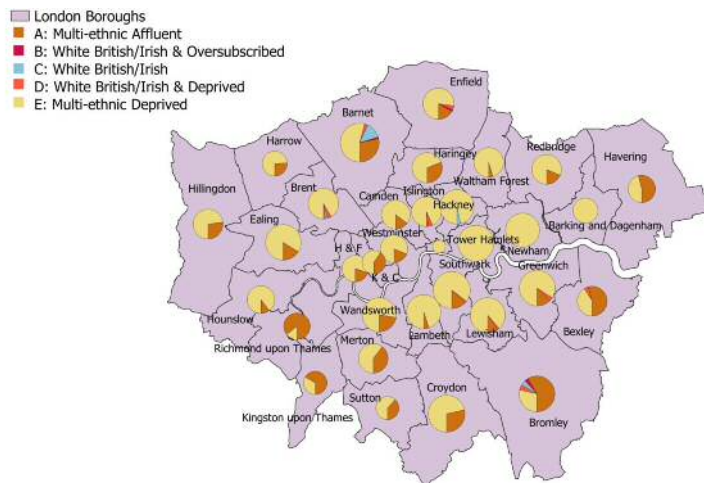 London Boroughs
A: Multi-ethnic Affluent
B: White British/Irish & Oversubscribed
C: White British/Irish
D: White British/Irish & Deprived
E: Multi-ethnic Deprived
Enfield
Barnet
Harrow
Haringey
Redbridge
Havering
Waltham Forest
Hillingdon
Brent
Camden
Islington
Hackney
Barking and Dagenham
Ealing
Westminster
Tower Hamlets
Newham
H & F
K & C
Southwark
Greenwich
Hounslow
Wandsworth
Lambeth
Lewisham
Bexley
Richmond upon Thames
Merton
Sutton
Croydon
Kingston upon Thames
Bromley